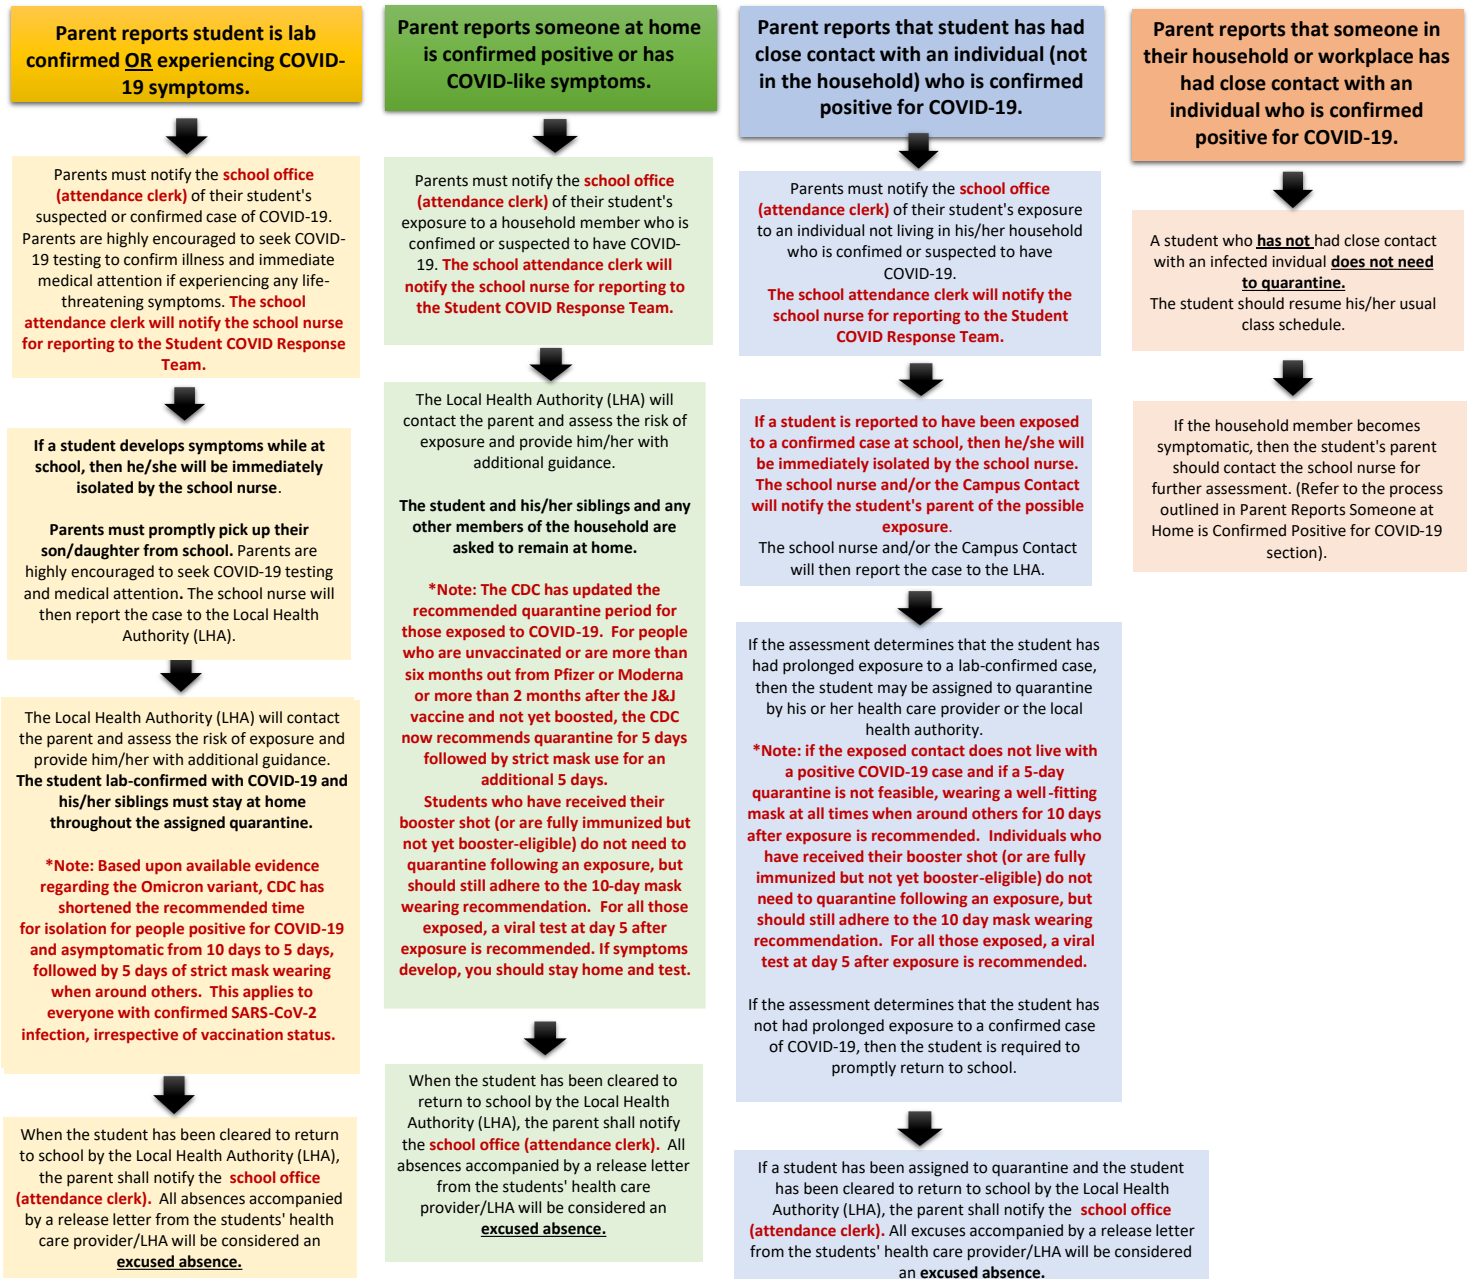 Parent reports student is lab
confirmed OR experiencing COVID-
19 symptoms.
Parents must notify the school office
(attendance clerk) of their student's
suspected or confirmed case of COVID-19.
Parents are highly encouraged to seek COVID-
19 testing to confirm illness and immediate
medical attention if experiencing any life-
threatening symptoms. The school
attendance clerk will notify the school nurse
for reporting to the Student COVID Response
Team.
If a student develops symptoms while at
school, then he/she will be immediately
isolated by the school nurse.
Parents must promptly pick up their
son/daughter from school. Parents are
highly encouraged to seek COVID-19 testing
and medical attention. The school nurse will
then report the case to the Local Health
Authority (LHA).
The Local Health Authority (LHA) will contact
the parent and assess the risk of exposure and
provide him/her with additional guidance.
The student lab-confirmed with COVID-19 and
his/her siblings must stay at home
throughout the assigned quarantine.
*Note: Based upon available evidence
regarding the Omicron variant, CDC has
shortened the recommended time
for isolation for people positive for COVID-19
and asymptomatic from 10 days to 5 days,
followed by 5 days of strict mask wearing
when around others. This applies to
everyone with confirmed SARS-CoV-2
infection, irrespective of vaccination status.
When the student has been cleared to return
to school by the Local Health Authority (LHA),
the parent shall notify the school office
(attendance clerk). All absences accompanied
by a release letter from the students' health
care provider/LHA will be considered an
excused absence.
Parent reports someone at home
is confirmed positive or has
COVID-like symptoms.
Parents must notify the school office
(attendance clerk) of their student's
exposure to a household member who is
confimed or suspected to have COVID-
19. The school attendance clerk will
notify the school nurse for reporting to
the Student COVID Response Team.
The Local Health Authority (LHA) will
contact the parent and assess the risk of
exposure and provide him/her with
additional guidance.
The student and his/her siblings and any
other members of the household are
asked to remain at home.
*Note: The CDC has updated the
recommended quarantine period for
those exposed to COVID-19. For people
who are unvaccinated or are more than
six months out from Pfizer or Moderna
or more than 2 months after the J&J
vaccine and not yet boosted, the CDC
now recommends quarantine for 5 days
followed by strict mask use for an
additional 5 days.
Students who have received their
booster shot (or are fully immunized but
not yet booster-eligible) do not need to
quarantine following an exposure, but
should still adhere to the 10-day mask
wearing recommendation. For all those
exposed, a viral test at day 5 after
exposure is recommended. If symptoms
develop, you should stay home and test.
When the student has been cleared to
return to school by the Local Health
Authority (LHA), the parent shall notify
the school office (attendance clerk). All
absences accompanied by a release letter
from the students' health care
provider/LHA will be considered an
excused absence.
Parent reports that student has had
close contact with an individual (not
in the household) who is confirmed
positive for COVID-19.
Parents must notify the school office
(attendance clerk) of their student's exposure
to an individual not living in his/her household
who is confimed or suspected to have
COVID-19.
The school attendance clerk will notify the
school nurse for reporting to the Student
COVID Response Team.
If a student is reported to have been exposed
to a confirmed case at school, then he/she will
be immediately isolated by the school nurse.
The school nurse and/or the Campus Contact
will notify the student's parent of the possible
exposure.
The school nurse and/or the Campus Contact
will then report the case to the LHA.
If the assessment determines that the student has
had prolonged exposure to a lab-confirmed case,
then the student may be assigned to quarantine
by his or her health care provider or the local
health authority.
*Note: if the exposed contact does not live with
a positive COVID-19 case and if a 5-day
quarantine is not feasible, wearing a well-fitting
mask at all times when around others for 10 days
after exposure is recommended. Individuals who
have received their booster shot (or are fully
immunized but not yet booster-eligible) do not
need to quarantine following an exposure, but
should still adhere to the 10 day mask wearing
recommendation. For all those exposed, a viral
test at day 5 after exposure is recommended.
If the assessment determines that the student has
not had prolonged exposure to a confirmed case
of COVID-19, then the student is required to
promptly return to school.
If a student has been assigned to quarantine and the student
has been cleared to return to school by the Local Health
Authority (LHA), the parent shall notify the school office
(attendance clerk). All excuses accompanied by a release letter
from the students' health care provider/LHA will be considered
an excused absence.
Parent reports that someone in
their household or workplace has
had close contact with an
individual who is confirmed
positive for COVID-19.
A student who has not had close contact
with an infected invidual does not need
to quarantine.
The student should resume his/her usual
class schedule.
If the household member becomes
symptomatic, then the student's parent
should contact the school nurse for
further assessment. (Refer to the process
outlined in Parent Reports Someone at
Home is Confirmed Positive for COVID-19
section).